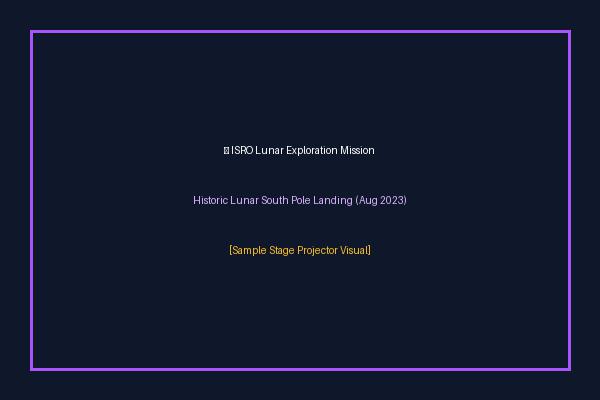 ISRO Lunar Exploration Mission
Historic Lunar South Pole Landing (Aug 2023)
[Sample Stage Projector Visual]